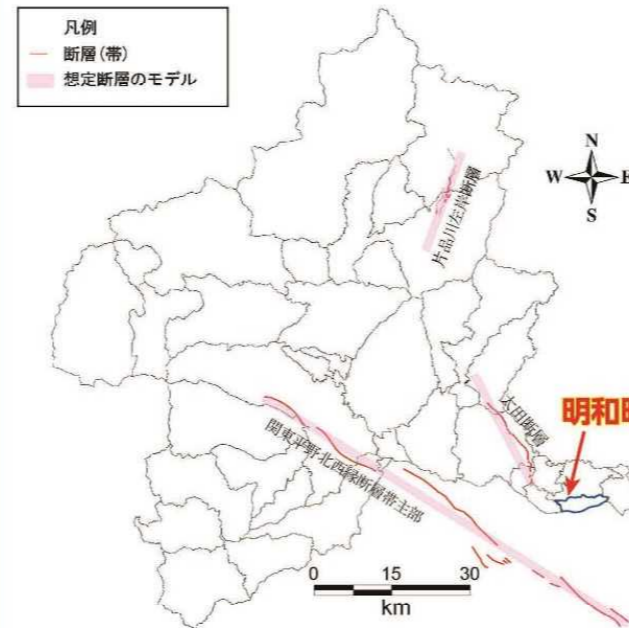 凡例
断層(帯)
想定断層のモデル
N
W
E
S
片品川左岸断層
太田断層
明和町
関東平野北西縁断層帯主部
0
15
30
km